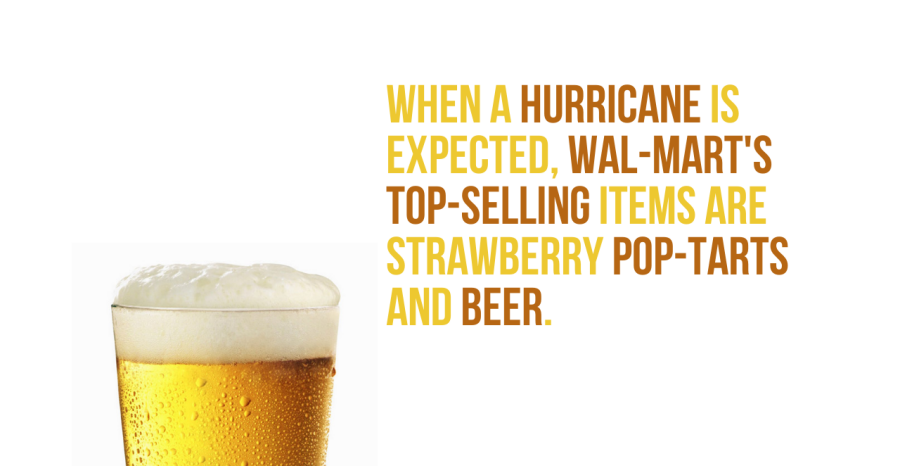 WHEN A HURRICANE IS
EXPECTED, WAL-MART'S
TOP-SELLING ITEMS ARE
STRAWBERRY POP-TARTS
AND BEER.